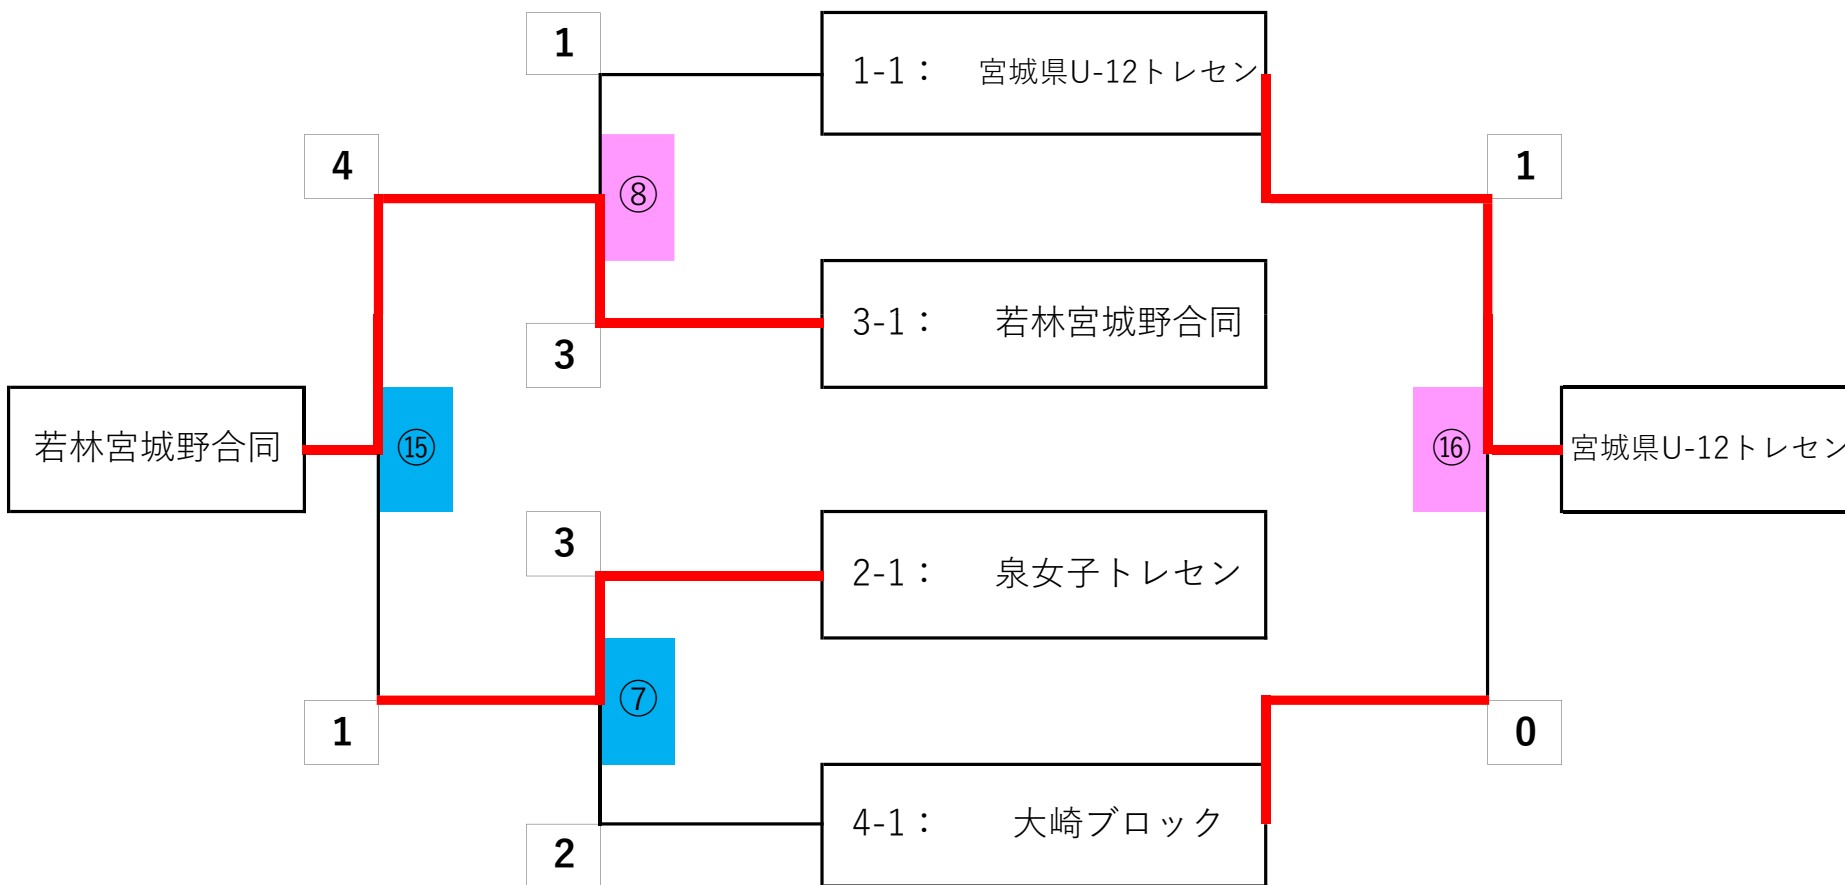 1
1-1： 宮城県U-12トレセン
4
⑧
1
3-1： 若林宮城野合同
3
若林宮城野合同
⑮
⑯
宮城県U-12トレセン
3
2-1： 泉女子トレセン
⑦
1
0
4-1： 大崎ブロック
2